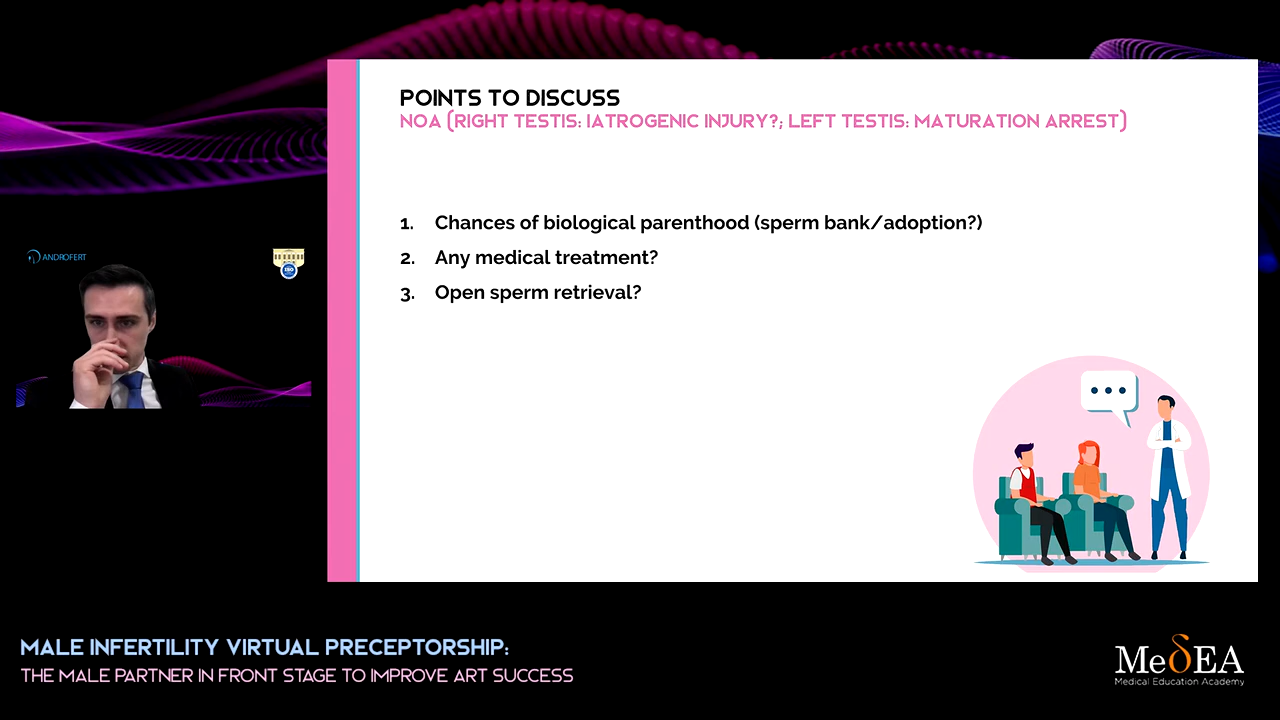 POINTS TO DISCUSS
NOA (RIGHT TESTIS: IATROGENIC INJURY?; LEFT TESTIS: MATURATION ARREST)
1. Chances of biological parenthood (sperm bank/adoption?)
2. Any medical treatment?
3. Open sperm retrieval?
ANDROFERT
ISO
MALE INFERTILITY VIRTUAL PRECEPTORSHIP:
THE MALE PARTNER IN FRONT STAGE TO IMPROVE ART SUCCESS
MeδEA
Medical Education Academy